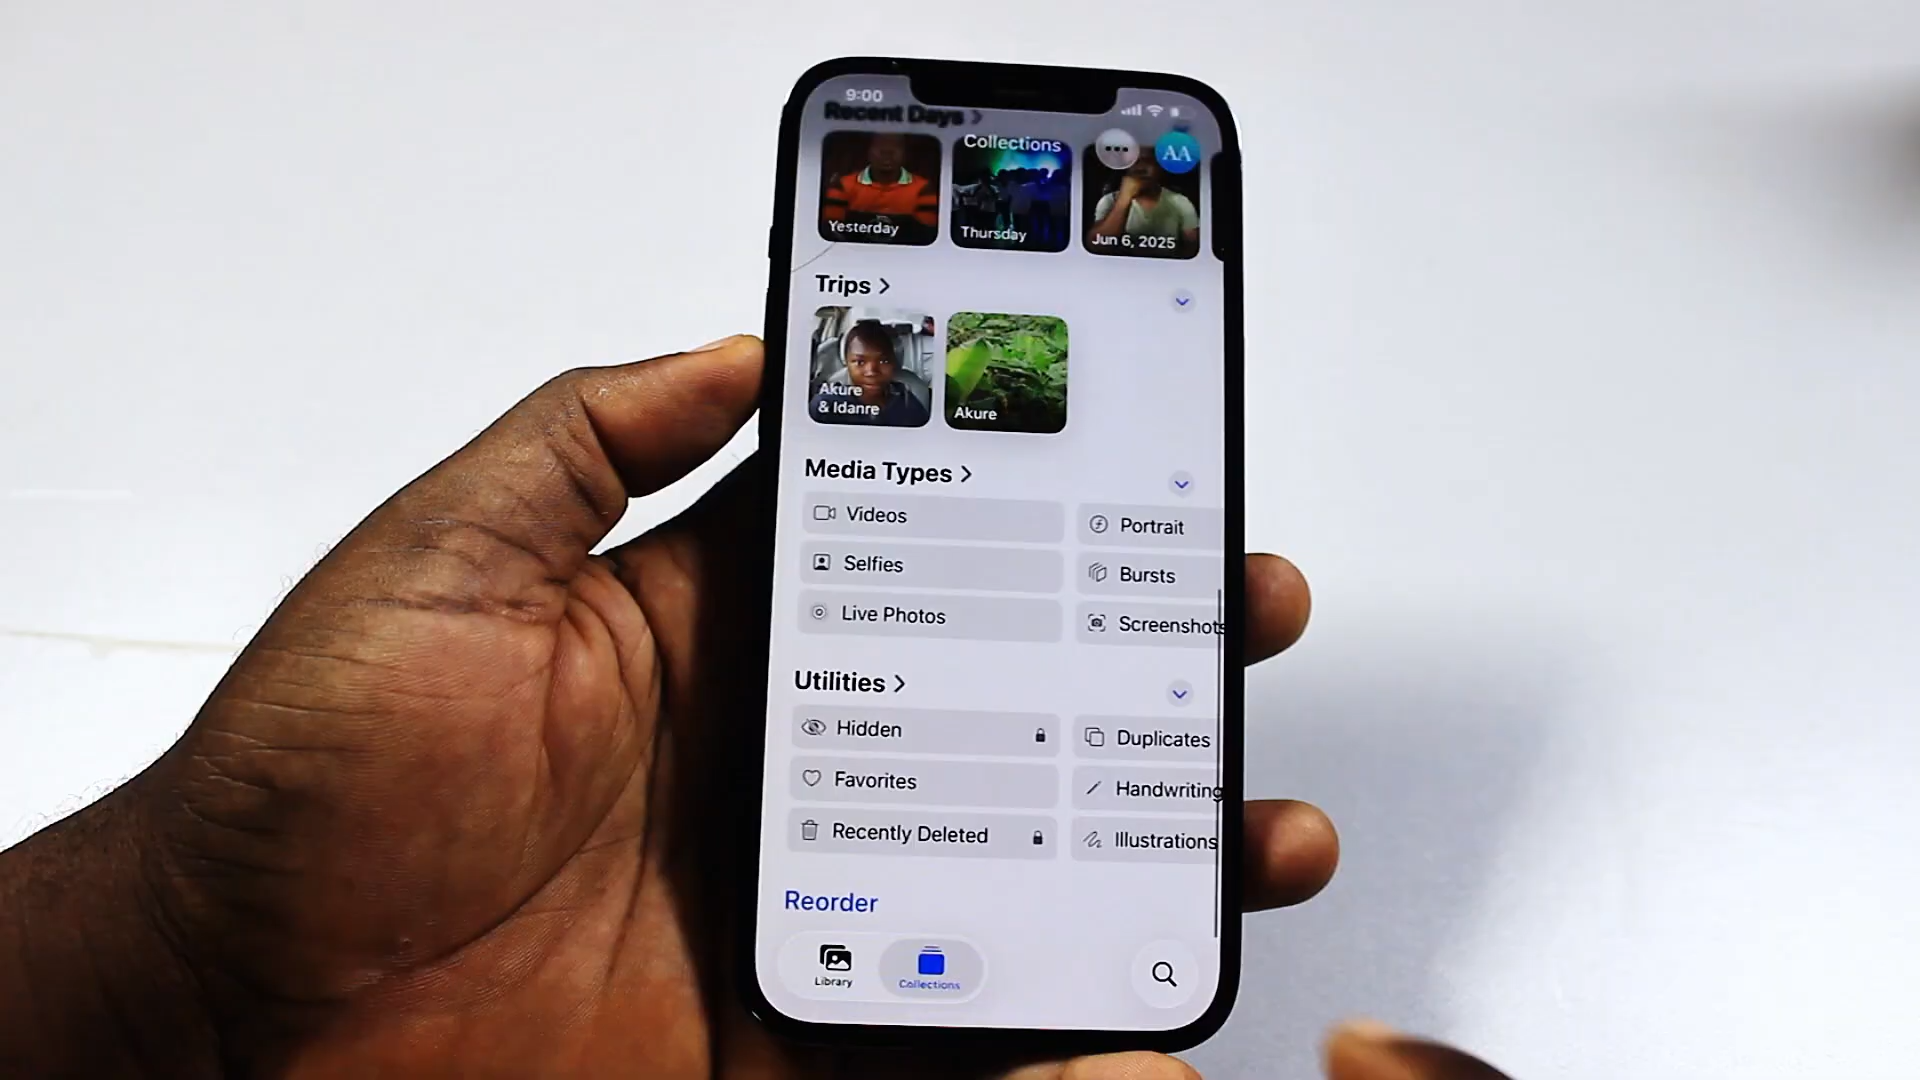 9:00
Recent Days
Collections
AA
Yesterday
Thursday
Jun 6, 2025
Trips
Akure
& Idanre
Akure
Media Types
Videos
Portrait
Selfies
Bursts
Live Photos
Screenshots
Utilities
Hidden
Duplicates
Favorites
Handwriting
Recently Deleted
Illustrations
Reorder
Library
Collections